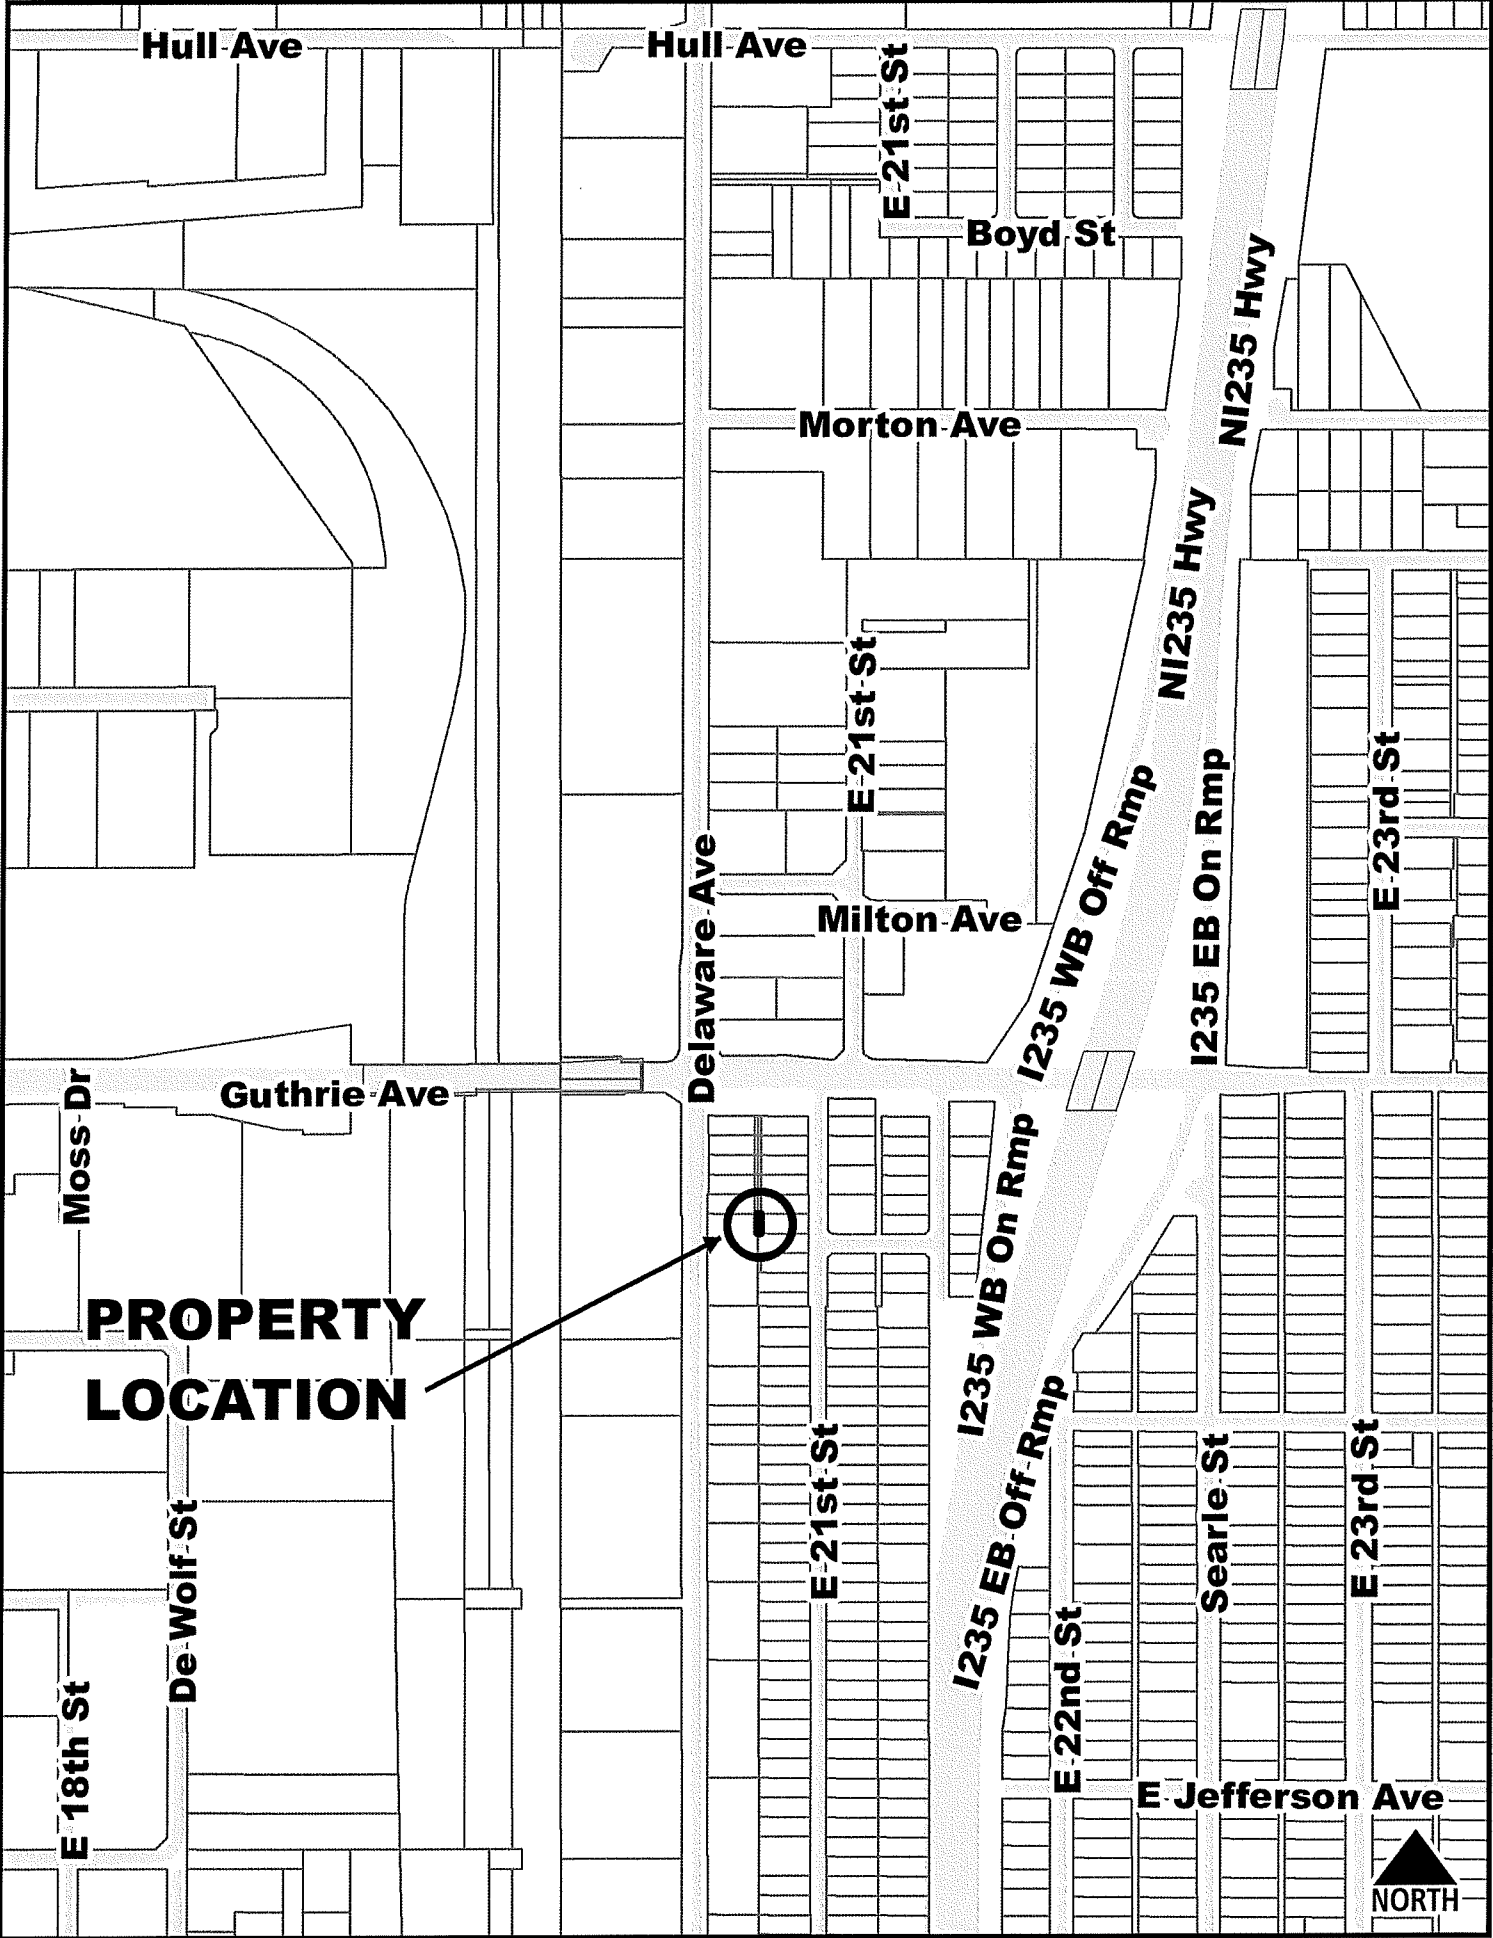 Hull Ave
Hull Ave
E 21st St
Boyd St
NI235 Hwy
Morton Ave
NI235 Hwy
E 21st St
E 23rd St
I235 WB Off Rmp
I235 EB On Rmp
Delaware Ave
Milton Ave
Guthrie Ave
Moss Dr
I235 WB On Rmp
PROPERTY
LOCATION
I235 EB Off Rmp
E 21st St
Searle St
E 23rd St
De Wolf St
E 22nd St
E 18th St
E Jefferson Ave
NORTH